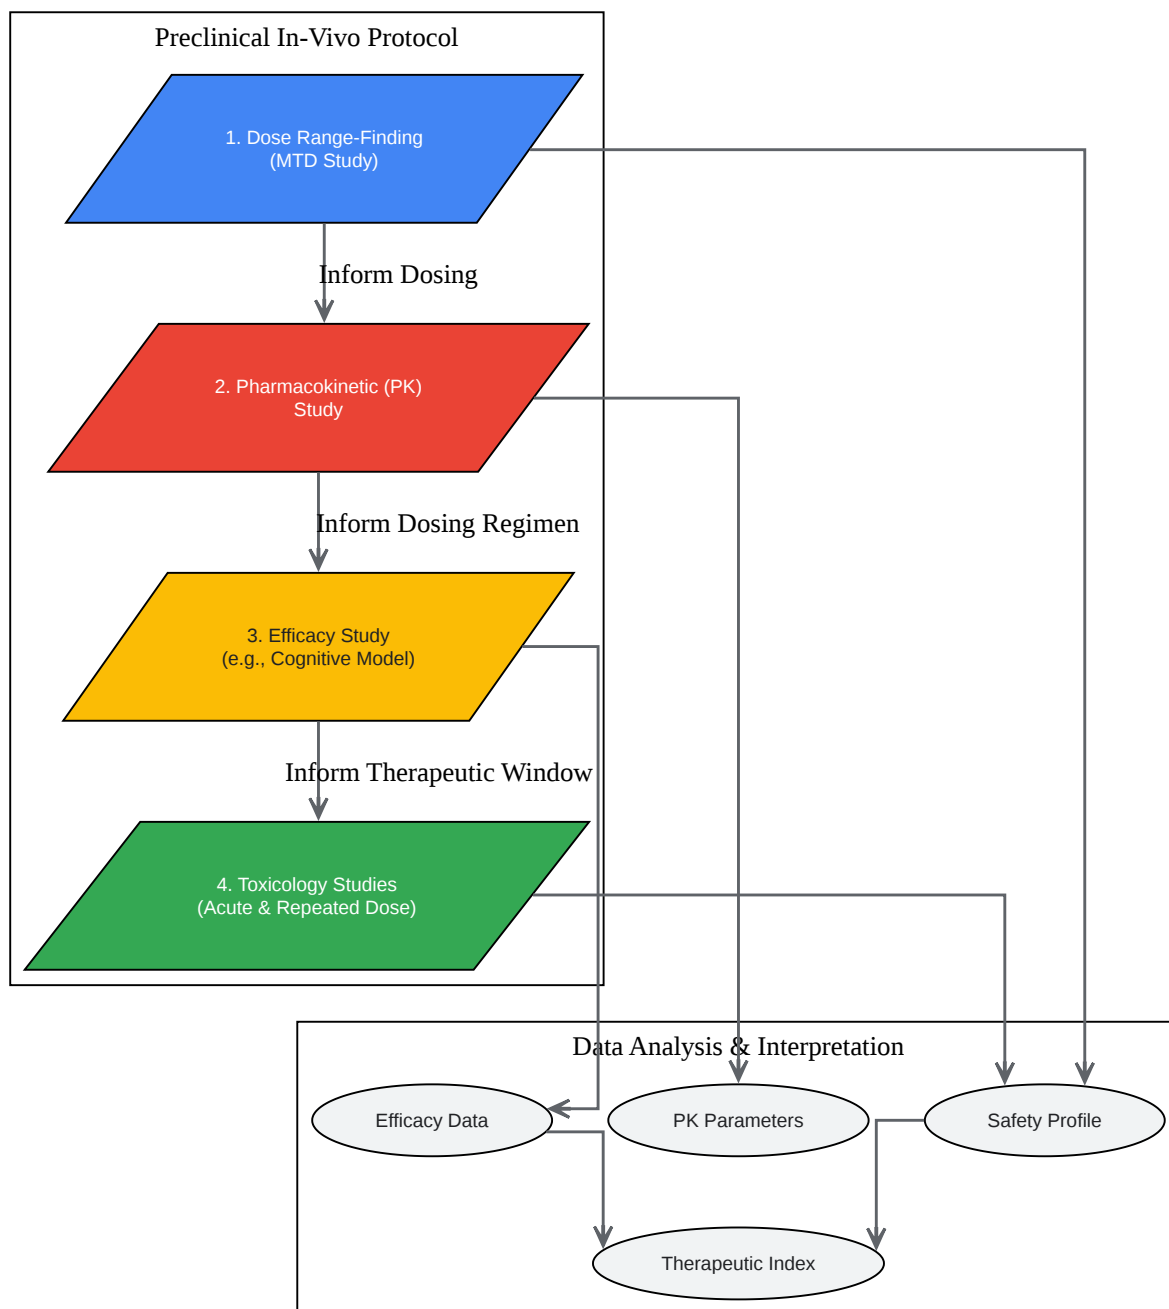 Preclinical In-Vivo Protocol
1. Dose Range-Finding
(MTD Study)
Inform Dosing
2. Pharmacokinetic (PK)
Study
Inform Dosing Regimen
3. Efficacy Study
(e.g., Cognitive Model)
Inform Therapeutic Window
4. Toxicology Studies
(Acute & Repeated Dose)
Data Analysis & Interpretation
Efficacy Data
PK Parameters
Safety Profile
Therapeutic Index